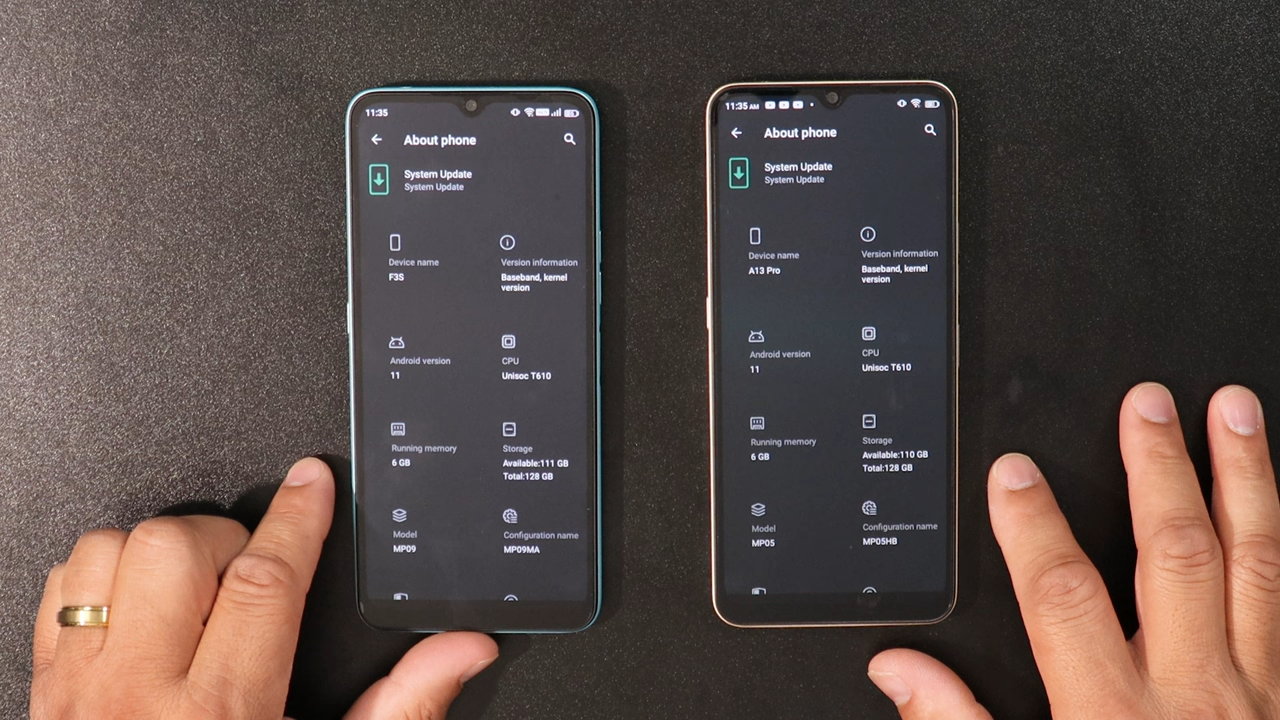 11:35
About phone
System Update
System Update
Device name
F3S
Version information
Baseband, kernel
version
Android version
11
CPU
Unisoc T610
Running memory
6 GB
Storage
Available:111 GB
Total:128 GB
Model
MP09
Configuration name
MP09MA
11:35 AM
About phone
System Update
System Update
Device name
A13 Pro
Version information
Baseband, kernel
version
Android version
11
CPU
Unisoc T610
Running memory
6 GB
Storage
Available:110 GB
Total:128 GB
Model
MP05
Configuration name
MP05HB